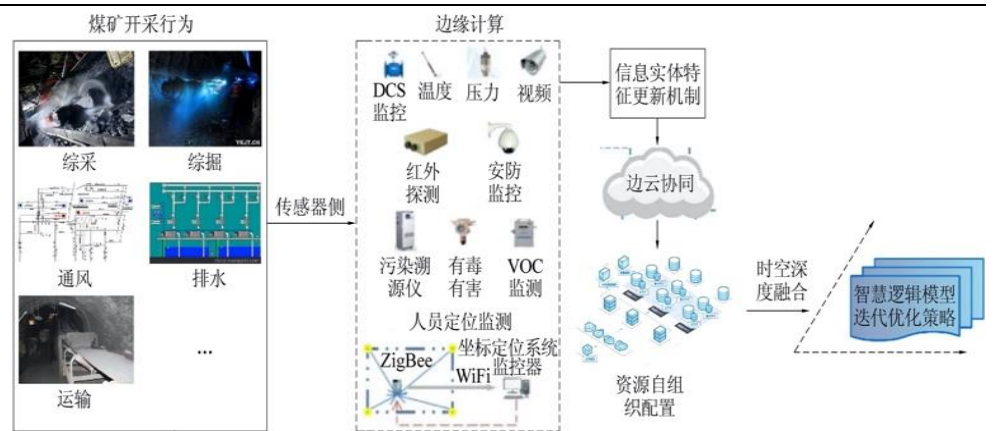 煤矿开采行为
综采
综掘
YKJT.CN
通风
排水
运输
...
传感器侧
边缘计算
DCS
监控
温度
压力
视频
红外
探测
安防
监控
污染溯
源仪
有毒
有害
VOC
监测
人员定位监测
ZigBee
坐标定位系统
监控器
WiFi
信息实体特
征更新机制
边云协同
资源自组
织配置
时空深
度融合
智慧逻辑模型
迭代优化策略